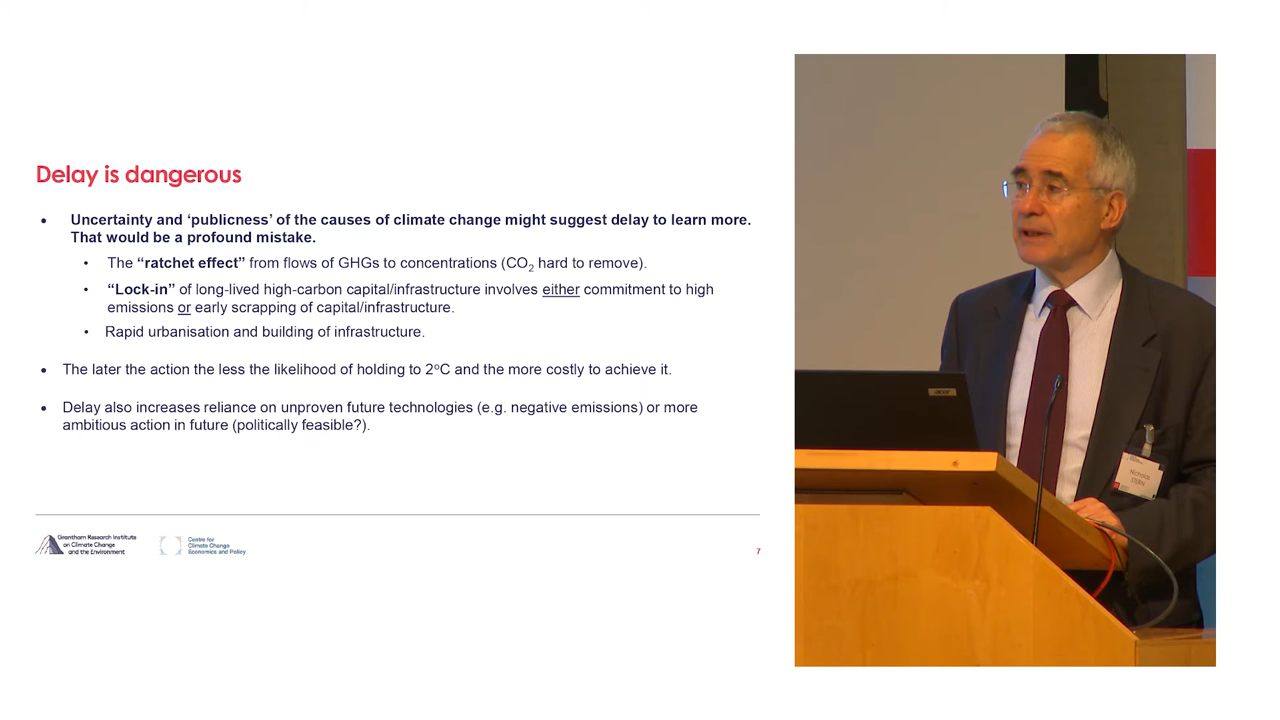 Delay is dangerous
• Uncertainty and ‘publicness’ of the causes of climate change might suggest delay to learn more.
That would be a profound mistake.
• The “ratchet effect” from flows of GHGs to concentrations (CO2 hard to remove).
• “Lock-in” of long-lived high-carbon capital/infrastructure involves either commitment to high
emissions or early scrapping of capital/infrastructure.
• Rapid urbanisation and building of infrastructure.
• The later the action the less the likelihood of holding to 2°C and the more costly to achieve it.
• Delay also increases reliance on unproven future technologies (e.g. negative emissions) or more
ambitious action in future (politically feasible?).
Grantham Research Institute
on Climate Change
and the Environment
Centre for
Climate Change
Economics and Policy
7
acer
Nicholas
STERN